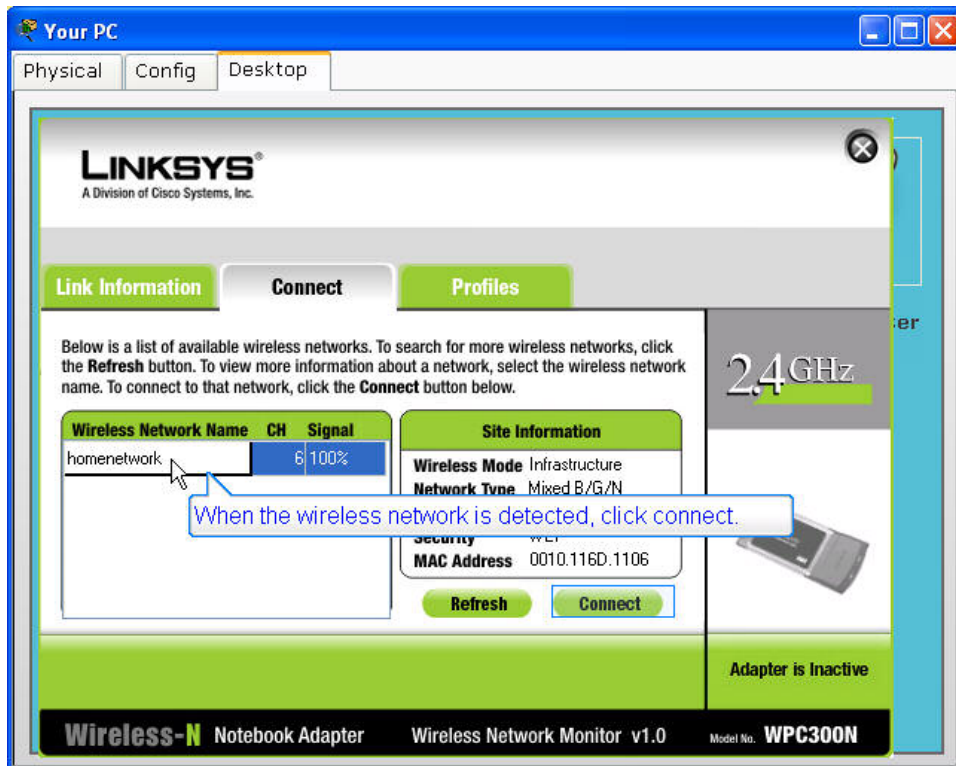 Your PC
Physical Config Desktop
LINKSYS®
A Division of Cisco Systems, Inc.
Link Information Connect Profiles
er
Below is a list of available wireless networks. To search for more wireless networks, click
the Refresh button. To view more information about a network, select the wireless network
name. To connect to that network, click the Connect button below.
2.4GHz
Wireless Network Name CH Signal
homenetwork 6 100%
Site Information
Wireless Mode Infrastructure
Network Type Mixed B/G/N
When the wireless network is detected, click connect.
Security WEP
MAC Address 0010.116D.1106
Refresh Connect
Adapter is Inactive
Wireless-N Notebook Adapter Wireless Network Monitor v1.0 Model No. WPC300N